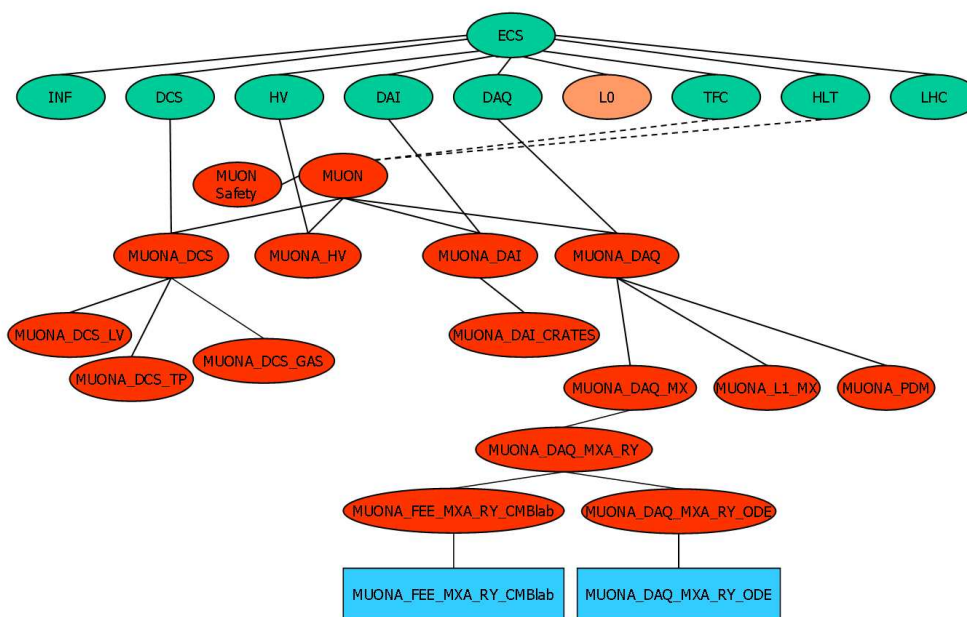 ECS
INF
DCS
HV
DAI
DAQ
L0
TFC
HLT
LHC
MUON
Safety
MUON
MUONA_DCS
MUONA_HV
MUONA_DAI
MUONA_DAQ
MUONA_DCS_LV
MUONA_DAI_CRATES
MUONA_DCS_GAS
MUONA_DCS_TP
MUONA_DAQ_MX
MUONA_L1_MX
MUONA_PDM
MUONA_DAQ_MXA_RY
MUONA_FEE_MXA_RY_CMBlab
MUONA_DAQ_MXA_RY_ODE
MUONA_FEE_MXA_RY_CMBlab
MUONA_DAQ_MXA_RY_ODE